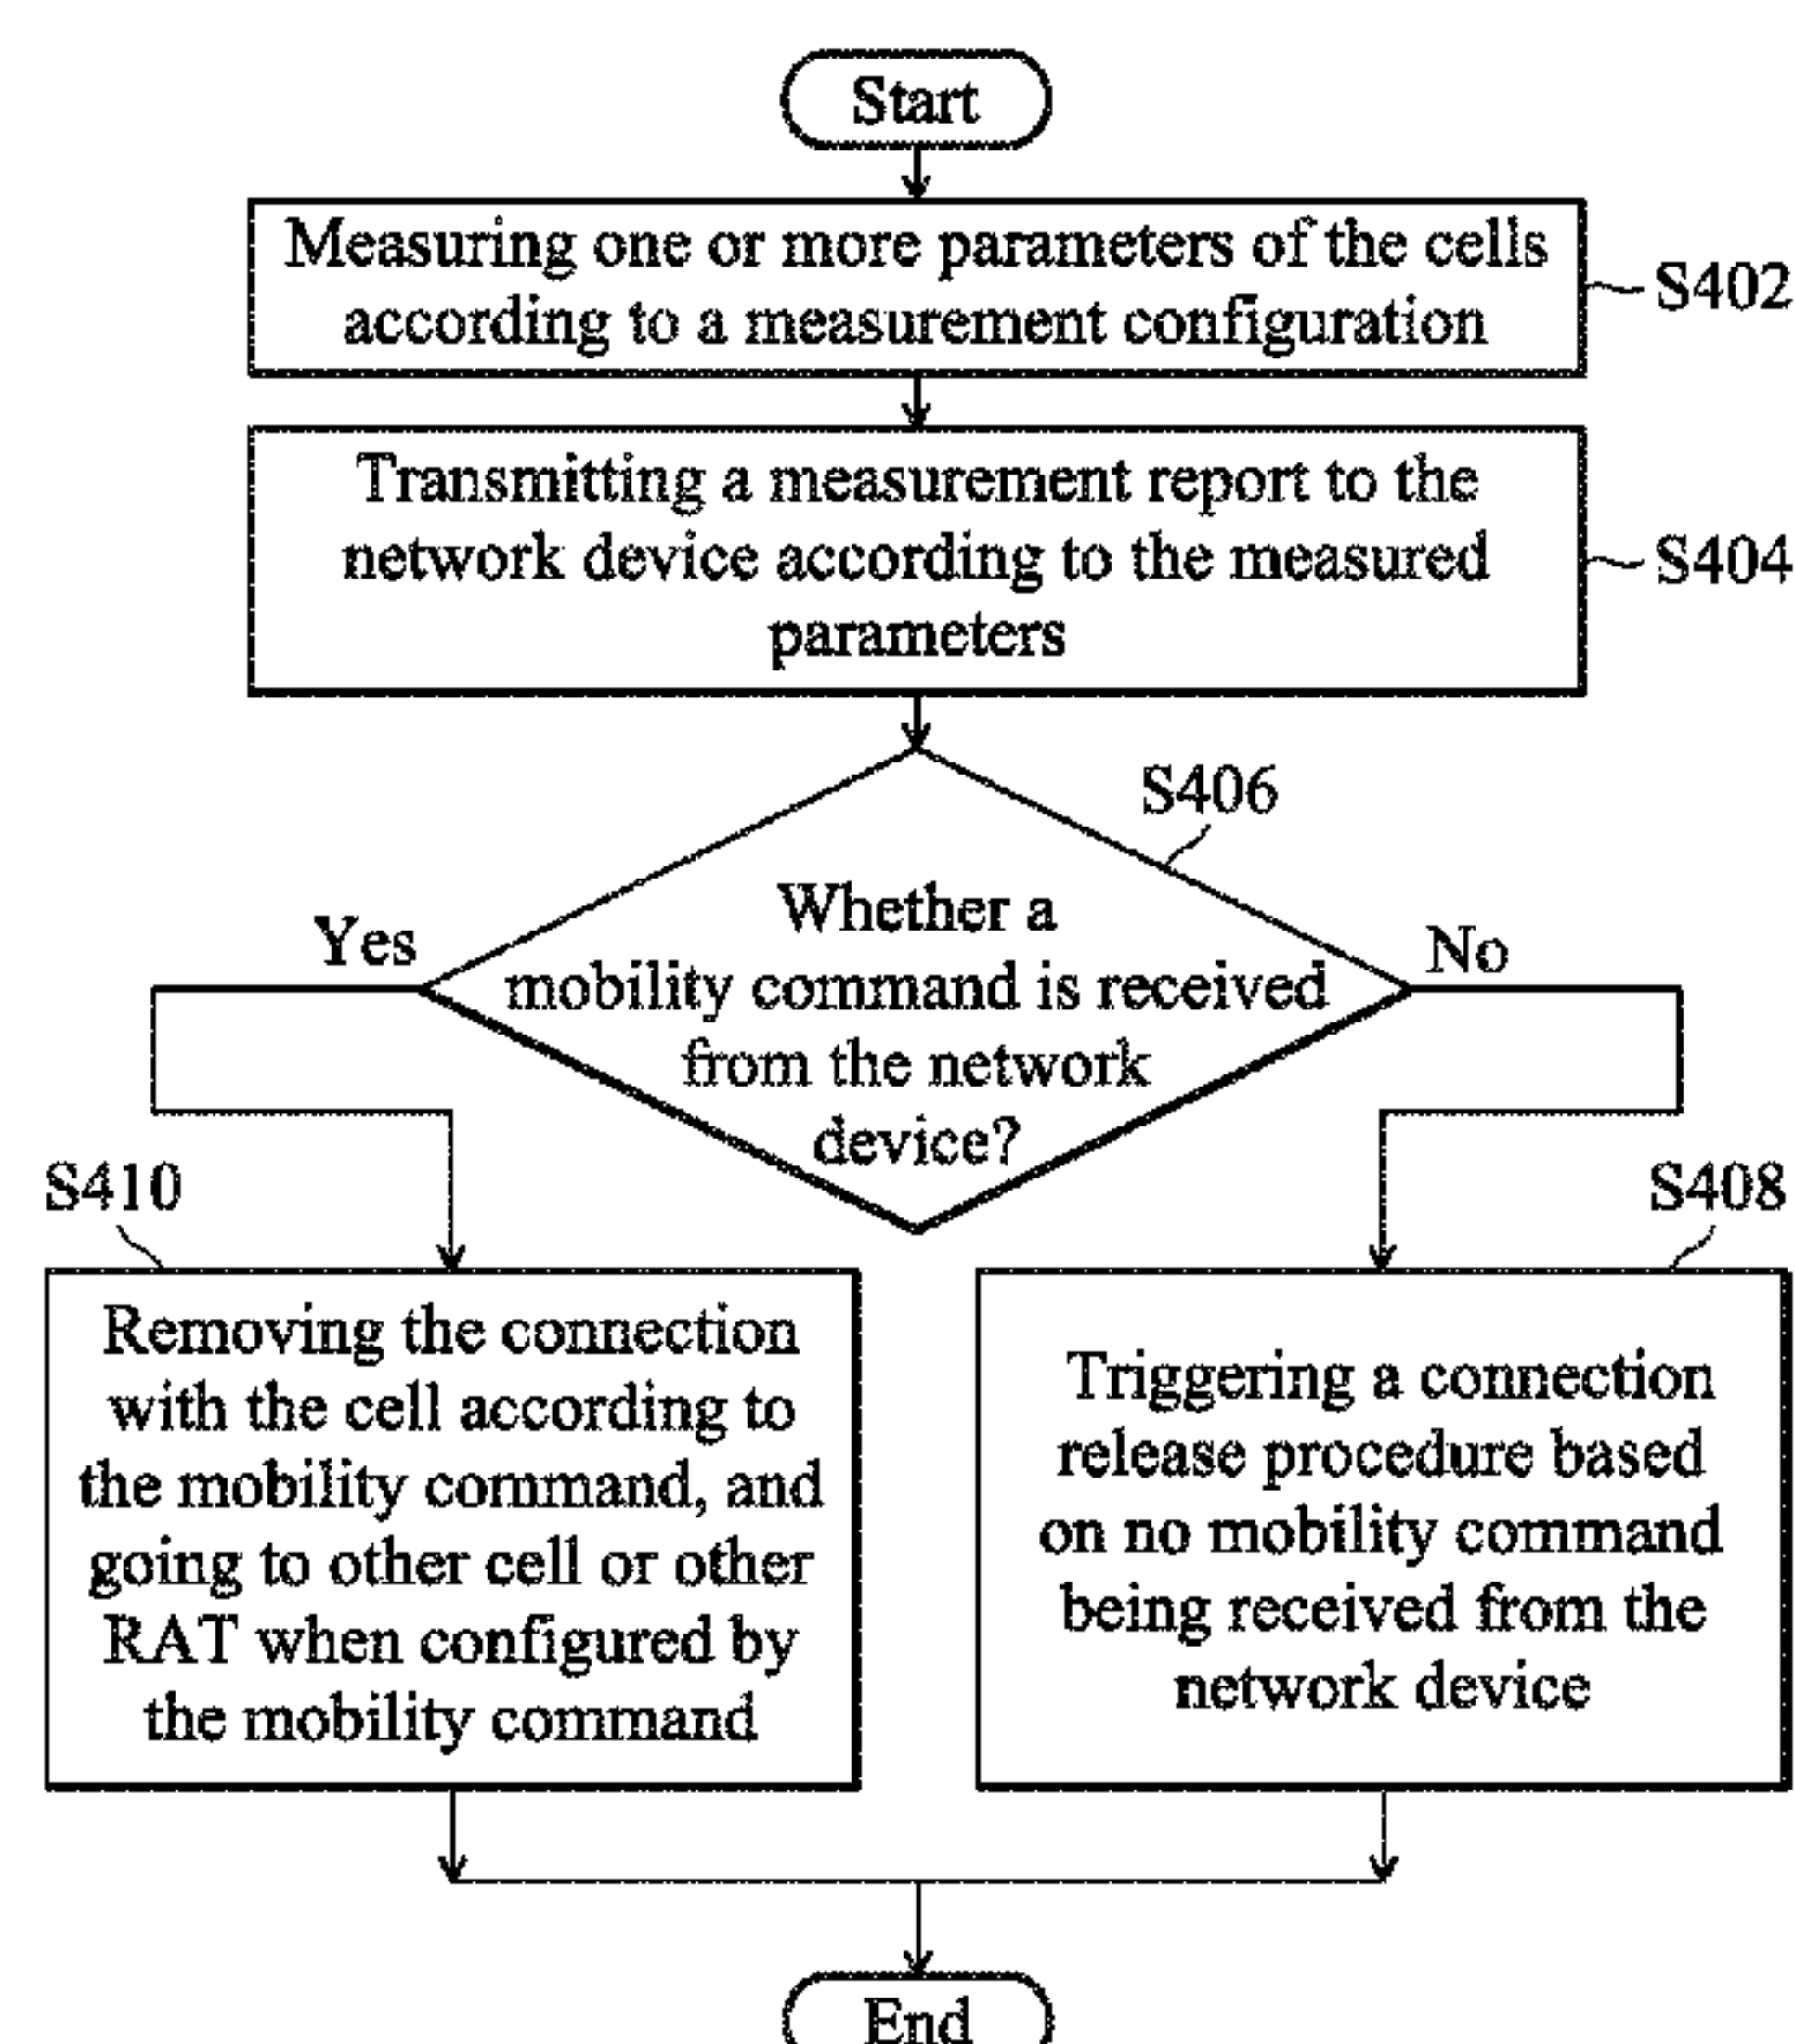 Start
Measuring one or more parameters of the cells
according to a measurement configuration
S402
Transmitting a measurement report to the
network device according to the measured
parameters
S404
S406
Whether a
mobility command is received
from the network
device?
Yes
No
S410
Removing the connection
with the cell according to
the mobility command, and
going to other cell or other
RAT when configured by
the mobility command
S408
Triggering a connection
release procedure based
on no mobility command
being received from the
network device
End